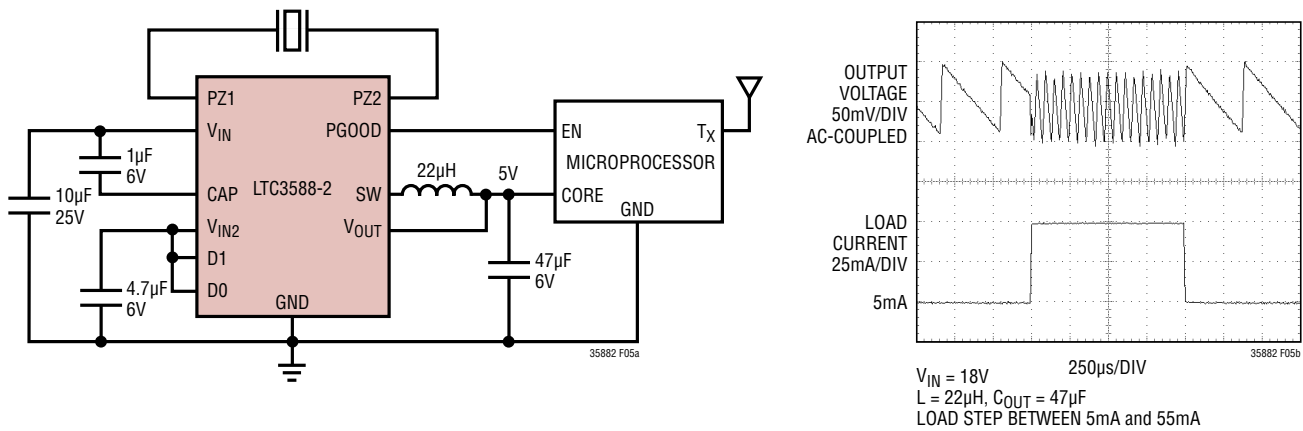 PZ1
PZ2
VIN
PGOOD
EN
TX
1µF
6V
MICROPROCESSOR
22µH
5V
LTC3588-2
10µF
25V
CAP
SW
CORE
GND
VIN2
VOUT
D1
47µF
6V
4.7µF
6V
D0
GND
35882 F05a
OUTPUT
VOLTAGE
50mV/DIV
AC-COUPLED
LOAD
CURRENT
25mA/DIV
5mA
250µs/DIV
35882 F05b
VIN = 18V
L = 22µH, COUT = 47µF
LOAD STEP BETWEEN 5mA and 55mA